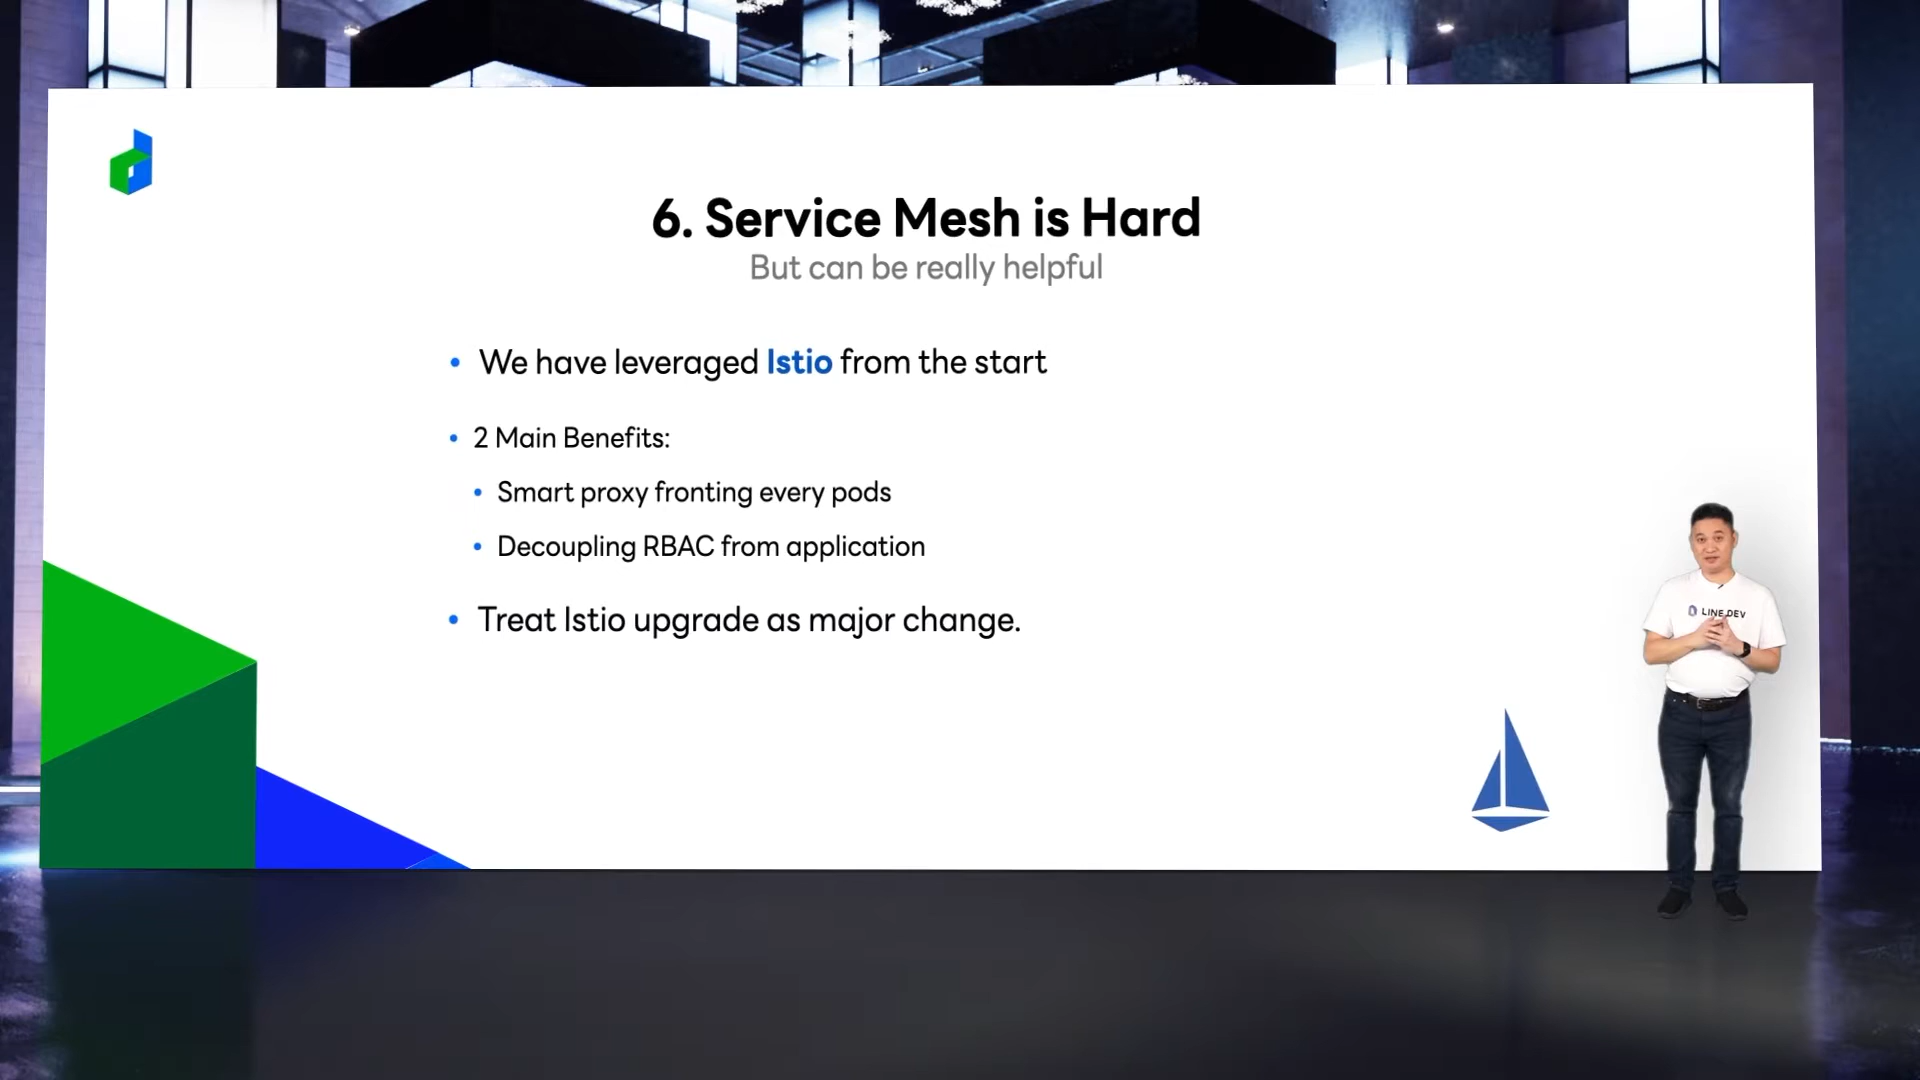 6. Service Mesh is Hard
But can be really helpful
• We have leveraged Istio from the start
• 2 Main Benefits:
• Smart proxy fronting every pods
• Decoupling RBAC from application
• Treat Istio upgrade as major change.
LINE DEV